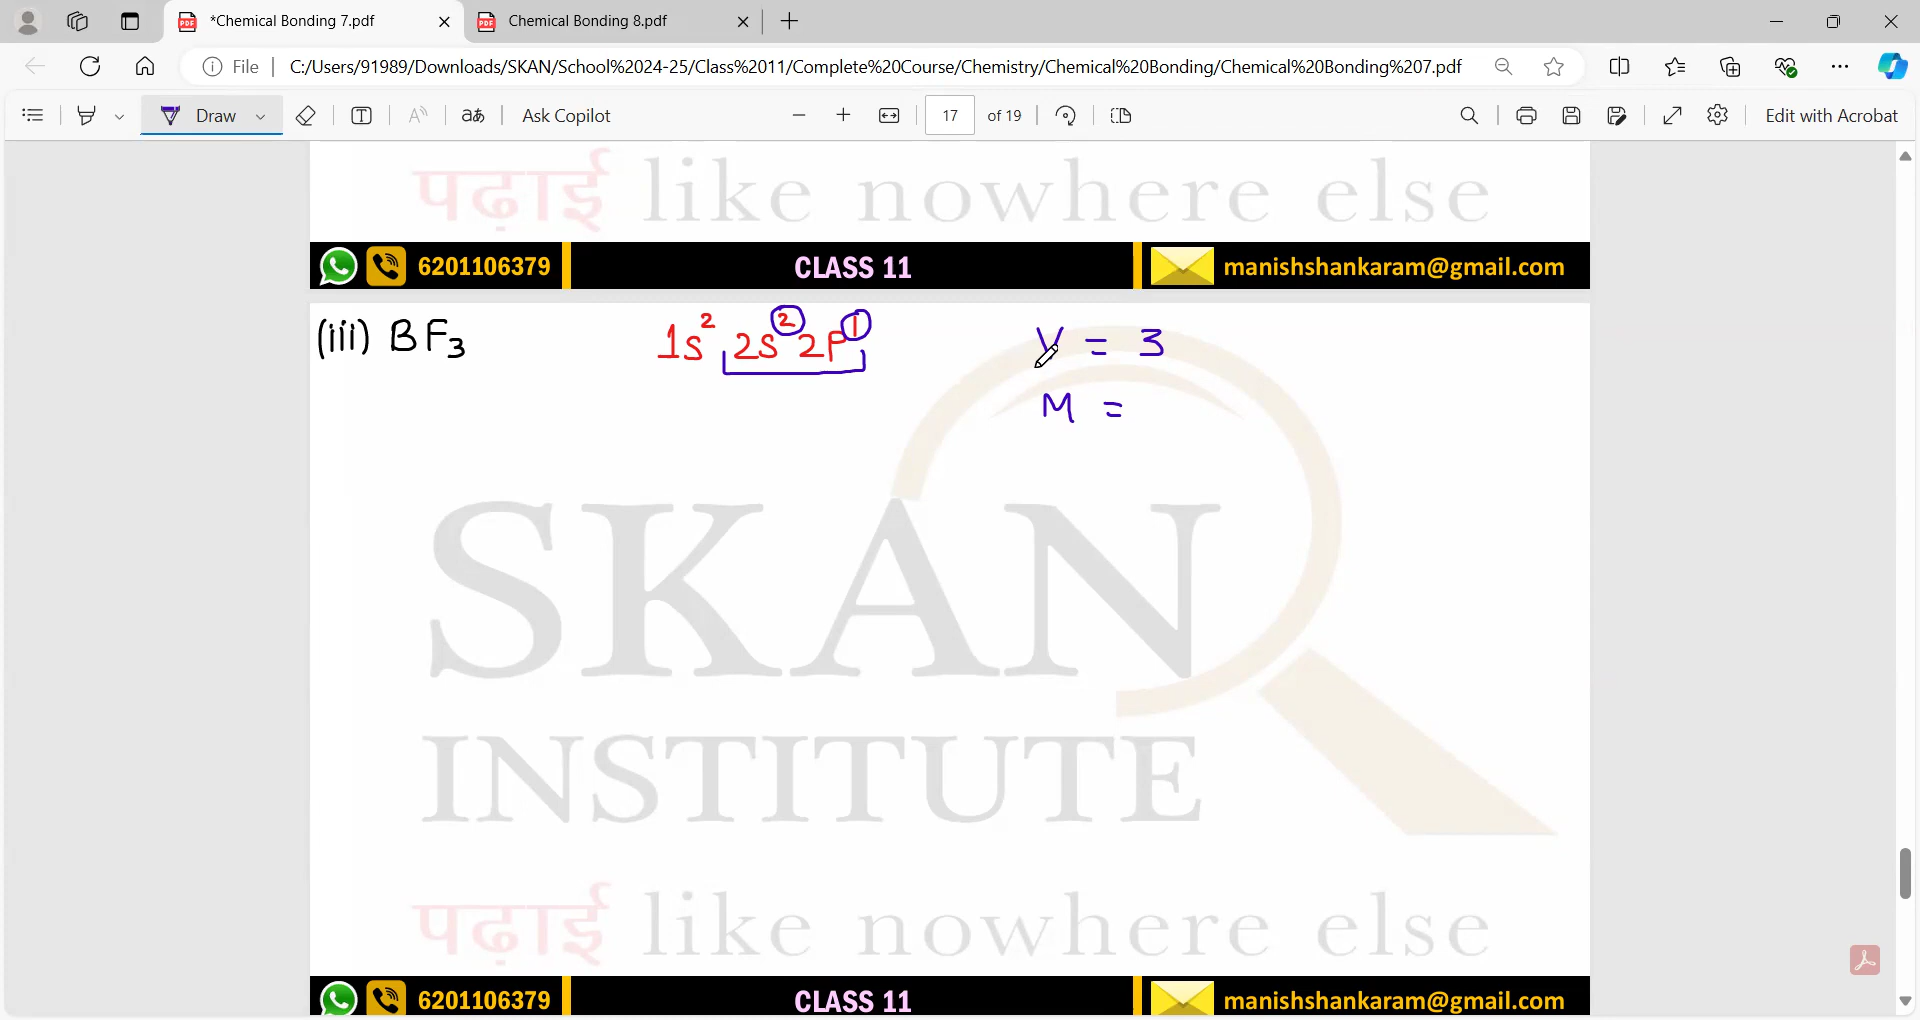 *Chemical Bonding 7.pdf
Chemical Bonding 8.pdf
File
C:/Users/91989/Downloads/SKAN/School%2024-25/Class%2011/Complete%20Course/Chemistry/Chemical%20Bonding/Chemical%20Bonding%207.pdf
Draw
aあ
Ask Copilot
17 of 19
Edit with Acrobat
पढ़ाई like nowhere else
6201106379 CLASS 11 manishshankaram@gmail.com
(iii) BF₃ 1s² 2s² 2p¹ V = 3
M =
SKAN
INSTITUTE
पढ़ाई like nowhere else
6201106379 CLASS 11 manishshankaram@gmail.com